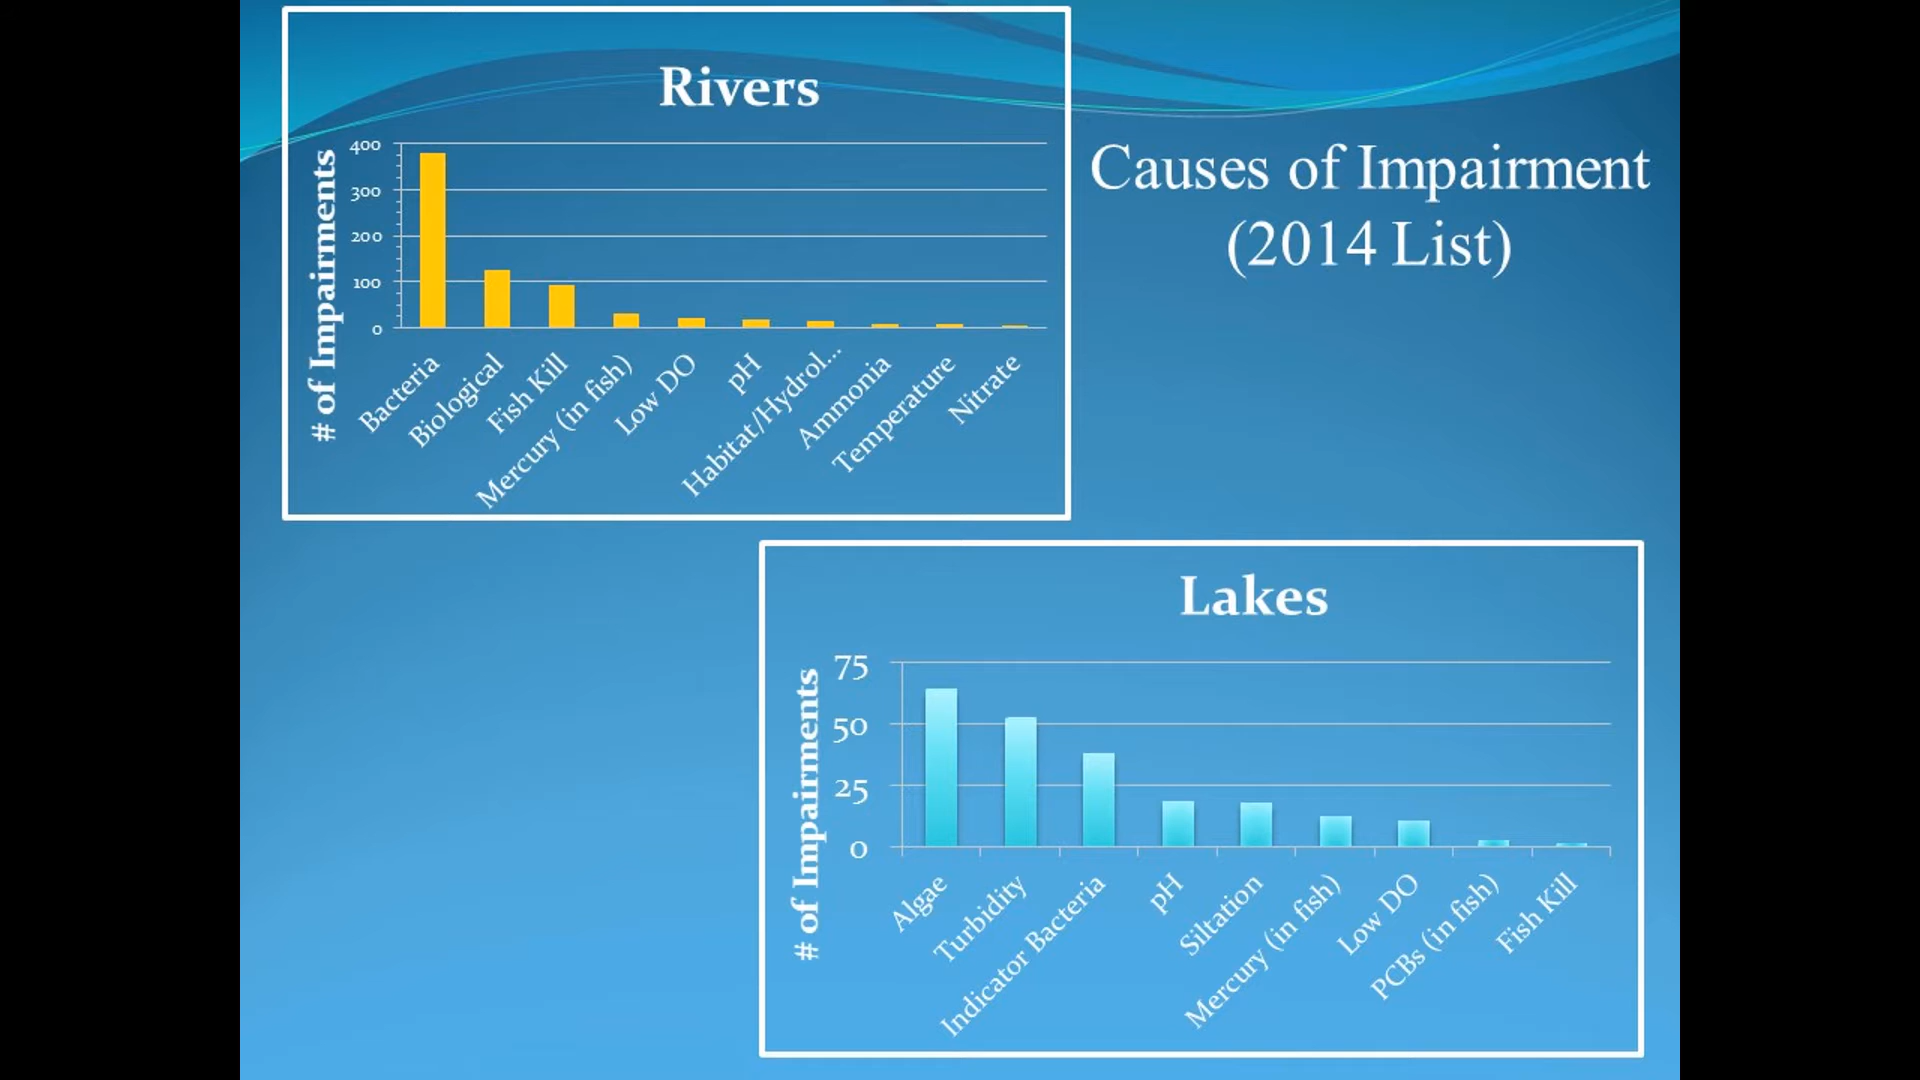 Rivers
# of Impairments
400
300
200
100
0
Bacteria
Biological
Fish Kill
Mercury (in fish)
Low DO
pH
Habitat/Hydrol...
Ammonia
Temperature
Nitrate
Causes of Impairment
(2014 List)
Lakes
# of Impairments
75
50
25
0
Algae
Turbidity
Indicator Bacteria
pH
Siltation
Mercury (in fish)
Low DO
PCBs (in fish)
Fish Kill